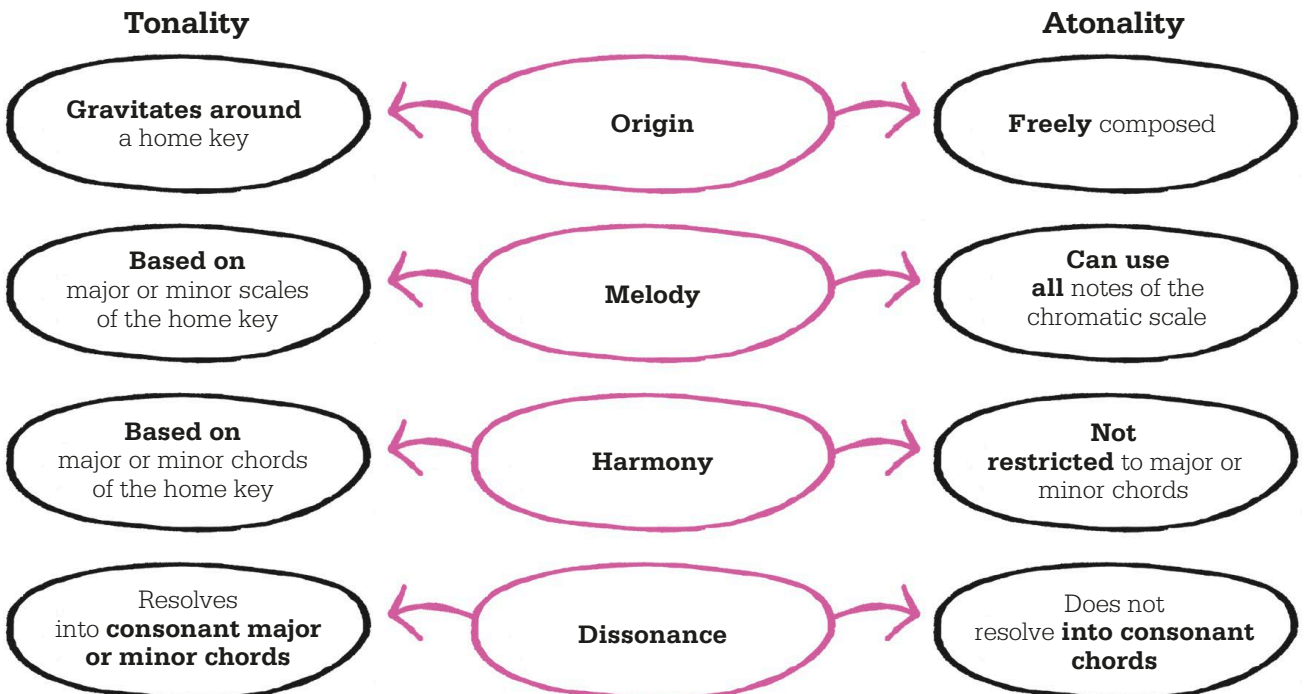 Tonality
Atonality
Gravitates around
a home key
Origin
Freely composed
Based on
major or minor scales
of the home key
Melody
Can use
all notes of the
chromatic scale
Based on
major or minor chords
of the home key
Harmony
Not
restricted to major or
minor chords
Resolves
into consonant major
or minor chords
Dissonance
Does not
resolve into consonant
chords